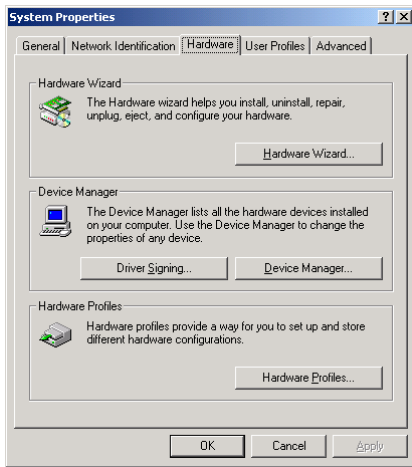 System Properties
General
Network Identification
Hardware
User Profiles
Advanced
Hardware Wizard
The Hardware wizard helps you install, uninstall, repair,
unplug, eject, and configure your hardware.
Hardware Wizard...
Device Manager
The Device Manager lists all the hardware devices installed
on your computer. Use the Device Manager to change the
properties of any device.
Driver Signing...
Device Manager...
Hardware Profiles
Hardware profiles provide a way for you to set up and store
different hardware configurations.
Hardware Profiles...
OK
Cancel
Apply